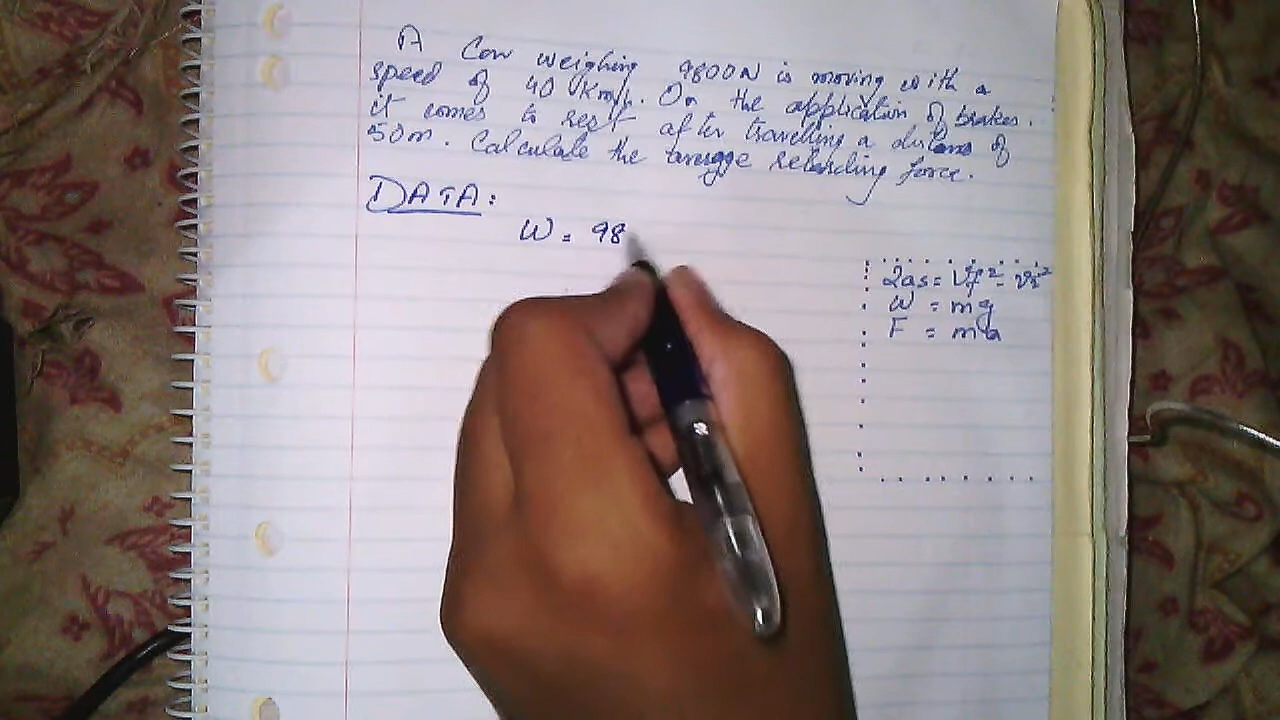 A Car weighing 9800N is moving with a
speed of 40 Km/h. On the application of brakes.
it comes to rest after travelling a distance of
50m. Calculate the average retarding force.
DATA:
W = 98
2as = Vf² - vi²
W = mg
F = ma